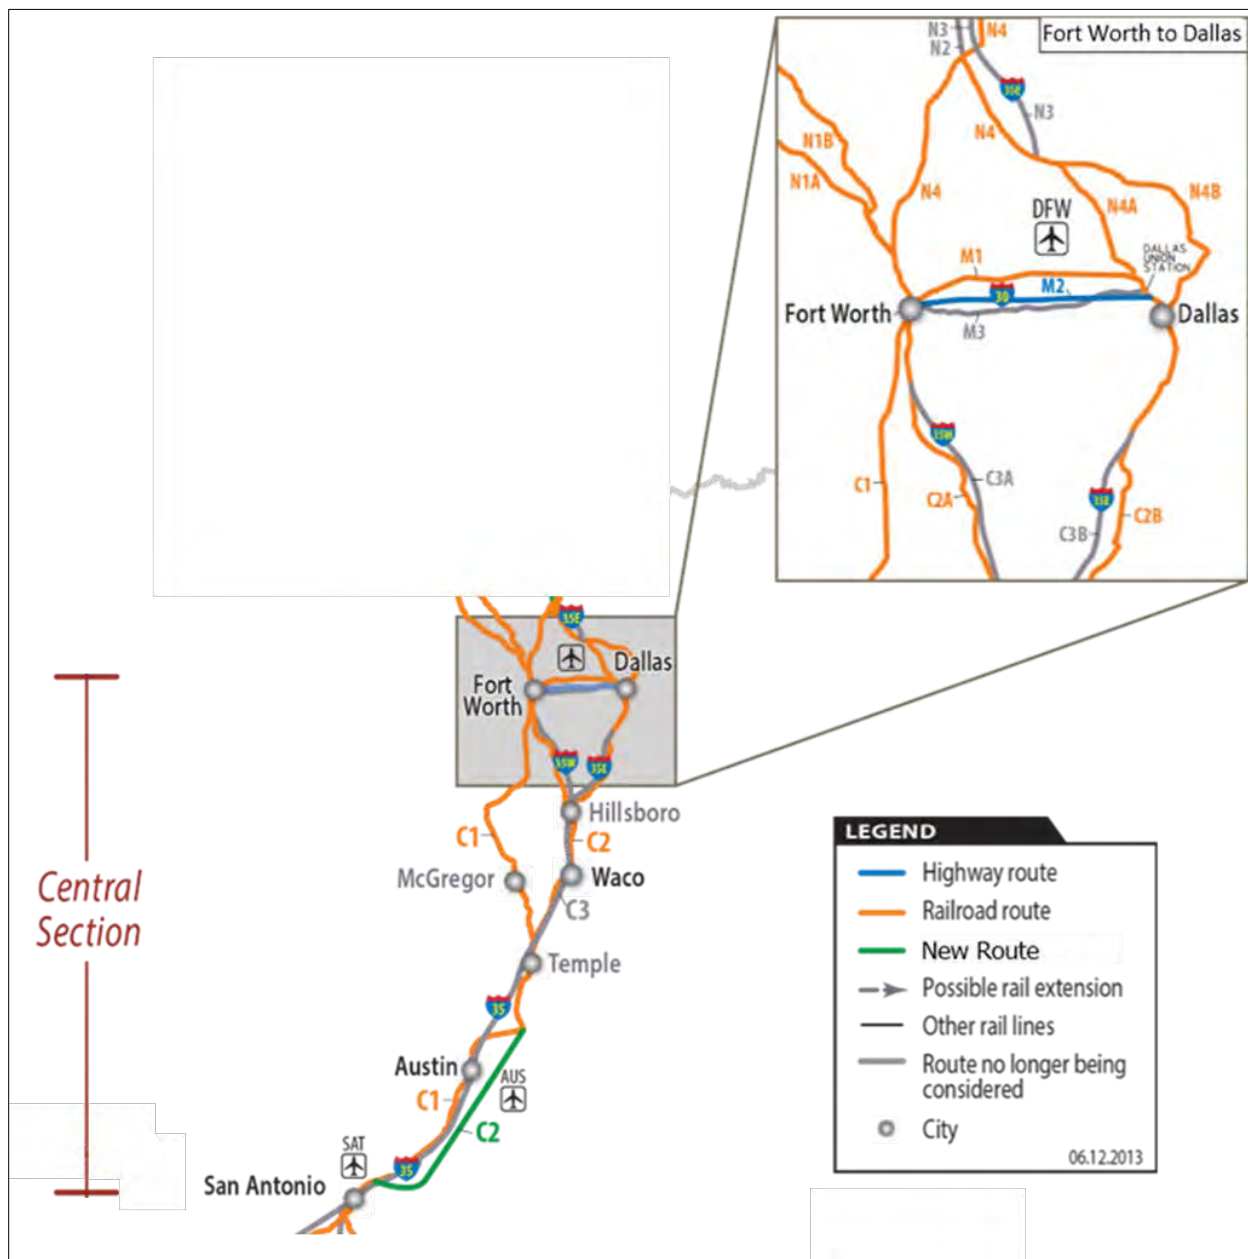 Fort Worth to Dallas
N3
N4
N2
35E
N3
N1B
N4
N1A
N4
N4B
N4A
DFW
DALLAS
UNION
STATION
M1
M2
30
Fort Worth
Dallas
M3
35W
C1
C3A
C2A
35E
C2B
C3B
35E
Dallas
Fort
Worth
35W
35E
Hillsboro
C1
C2
McGregor
Waco
C3
Temple
35
Austin
AUS
C1
C2
SAT
35
San Antonio
Central
Section
LEGEND
Highway route
Railroad route
New Route
Possible rail extension
Other rail lines
Route no longer being
considered
City
06.12.2013